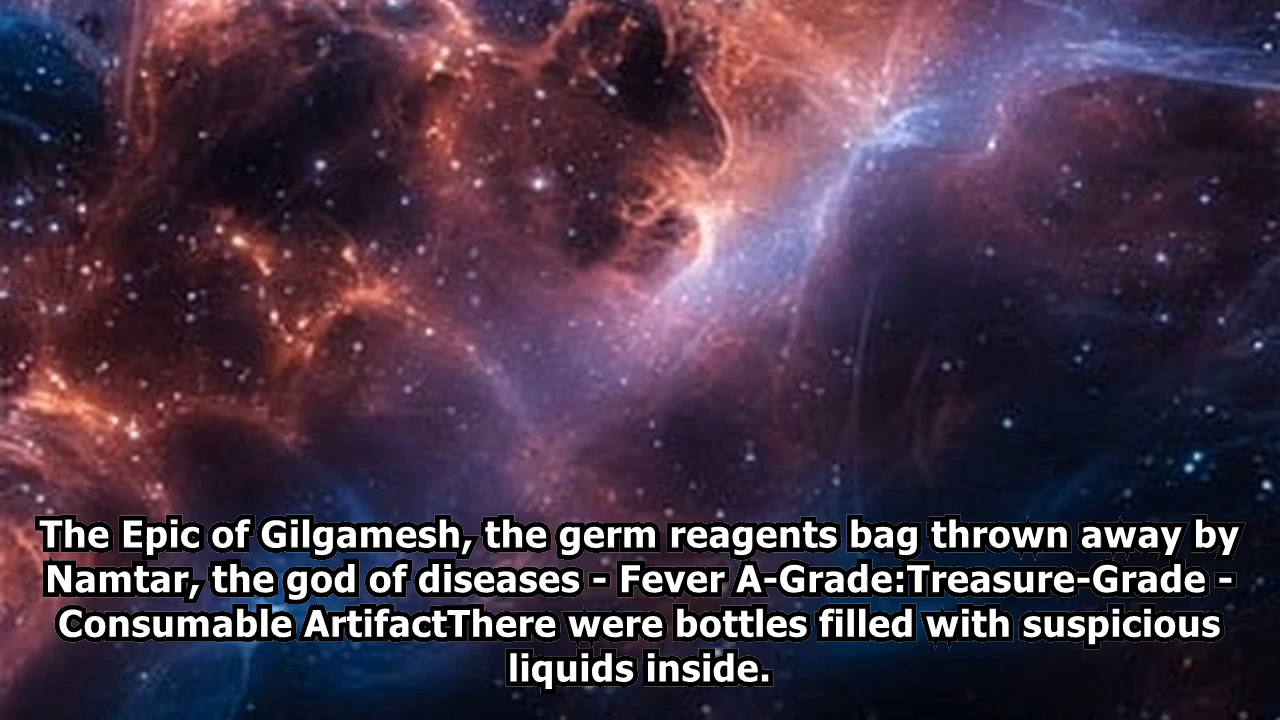 The Epic of Gilgamesh, the germ reagents bag thrown away by
Namtar, the god of diseases - Fever A-Grade:Treasure-Grade -
Consumable ArtifactThere were bottles filled with suspicious
liquids inside.